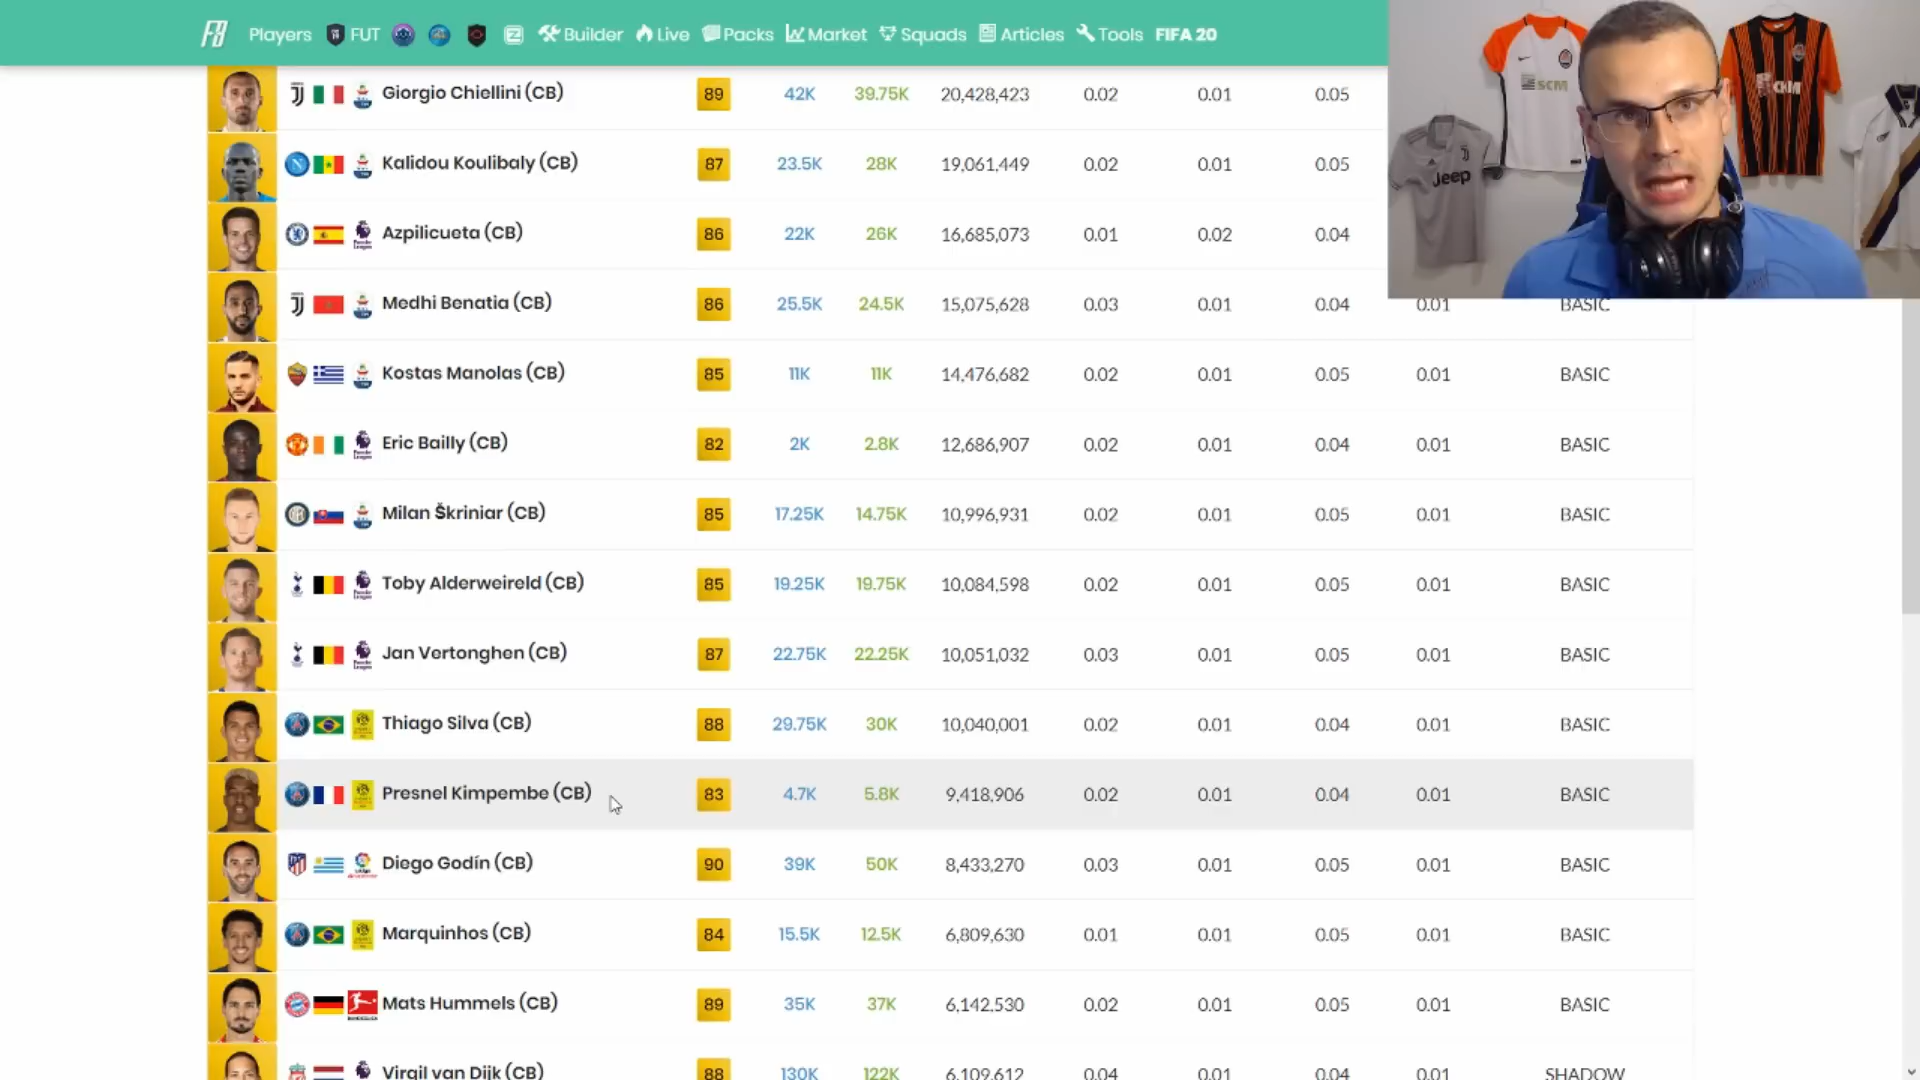 Players FUT Builder Live Packs Market Squads Articles Tools FIFA 20
Giorgio Chiellini (CB) 89 42K 39.75K 20,428,423 0.02 0.01 0.05
Kalidou Koulibaly (CB) 87 23.5K 28K 19,061,449 0.02 0.01 0.05
Azpilicueta (CB) 86 22K 26K 16,685,073 0.01 0.02 0.04
Medhi Benatia (CB) 86 25.5K 24.5K 15,075,628 0.03 0.01 0.04 0.01 BASIC
Kostas Manolas (CB) 85 11K 11K 14,476,682 0.02 0.01 0.05 0.01 BASIC
Eric Bailly (CB) 82 2K 2.8K 12,686,907 0.02 0.01 0.04 0.01 BASIC
Milan Škriniar (CB) 85 17.25K 14.75K 10,996,931 0.02 0.01 0.05 0.01 BASIC
Toby Alderweireld (CB) 85 19.25K 19.75K 10,084,598 0.02 0.01 0.05 0.01 BASIC
Jan Vertonghen (CB) 87 22.75K 22.25K 10,051,032 0.03 0.01 0.05 0.01 BASIC
Thiago Silva (CB) 88 29.75K 30K 10,040,001 0.02 0.01 0.04 0.01 BASIC
Presnel Kimpembe (CB) 83 4.7K 5.8K 9,418,906 0.02 0.01 0.04 0.01 BASIC
Diego Godín (CB) 90 39K 50K 8,433,270 0.03 0.01 0.05 0.01 BASIC
Marquinhos (CB) 84 15.5K 12.5K 6,809,630 0.01 0.01 0.05 0.01 BASIC
Mats Hummels (CB) 89 35K 37K 6,142,530 0.02 0.01 0.05 0.01 BASIC
Virgil van Dijk (CB) 88 130K 122K 6,109,612 0.04 0.01 0.04 0.01 SHADOW
Jeep
SCM